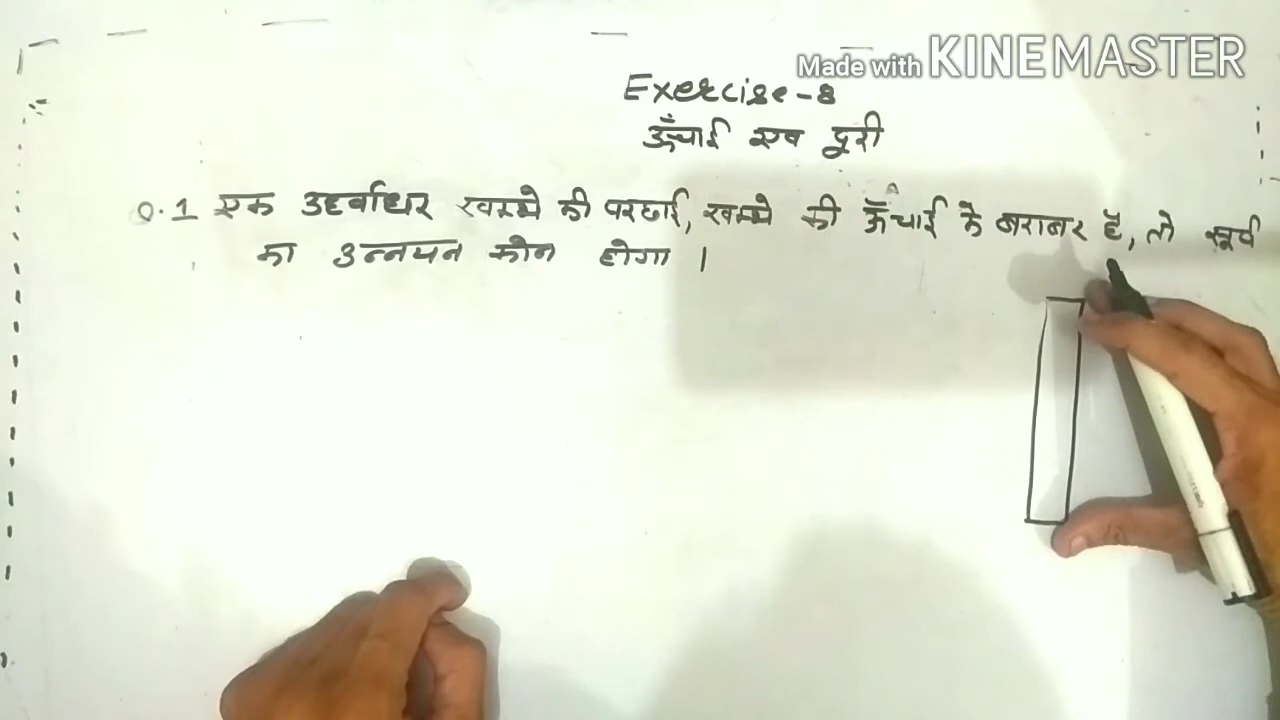 Made with KINEMASTER
Exercise-8
ऊँचाई एव दूरी
Q.1 एक उर्ध्वाधर खम्भे की परछाई, खम्भे की ऊँचाई के बराबर है, तो सूर्य
का उन्नयन कोन होगा ।